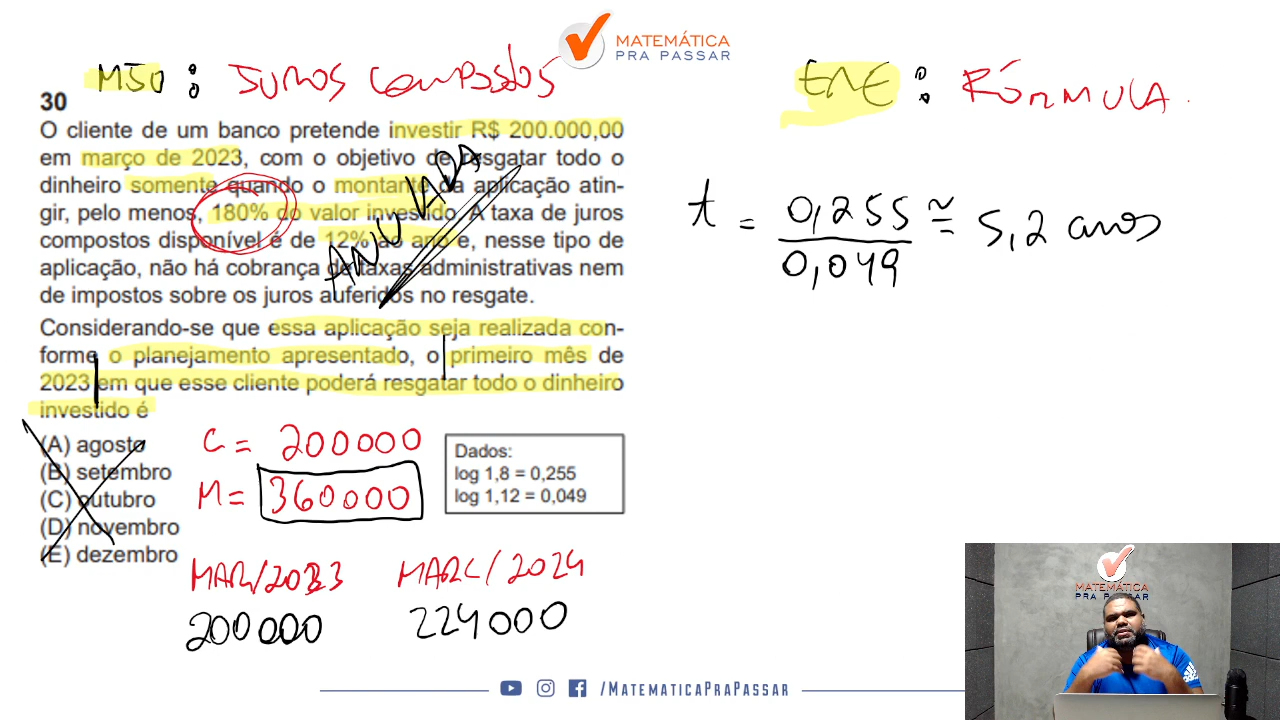 MATEMÁTICA
PRA PASSAR
MSO : JUROS COMPOSTOS
ENE : FÓRMULA.
30
O cliente de um banco pretende investir R$ 200.000,00
em março de 2023, com o objetivo de resgatar todo o
dinheiro somente quando o montante da aplicação atin-
gir, pelo menos, 180% do valor investido. A taxa de juros
compostos disponível é de 12% ao ano e, nesse tipo de
aplicação, não há cobrança de taxas administrativas nem
de impostos sobre os juros auferidos no resgate.
ANULADA
Considerando-se que essa aplicação seja realizada con-
forme o planejamento apresentado, o primeiro mês de
2023 em que esse cliente poderá resgatar todo o dinheiro
investido é
(A) agosto
(B) setembro
(C) outubro
(D) novembro
(E) dezembro
C = 200000
M = 360000
Dados:
log 1,8 = 0,255
log 1,12 = 0,049
MAR/2023 MARC/2024
200000 224000
t = 0,255 ≅ 5,2 anos
0,049
MATEMÁTICA
PRA PASSAR
adidas
/MATEMATICAPRAPASSAR